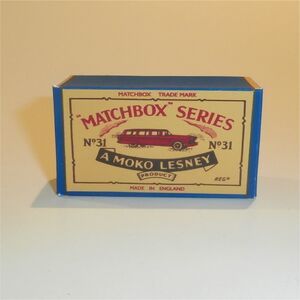 MATCHBOX TRADE MARK
"MATCHBOX" SERIES
Nº31 Nº31
A MOKO LESNEY
PRODUCT
REGD
MADE IN ENGLAND